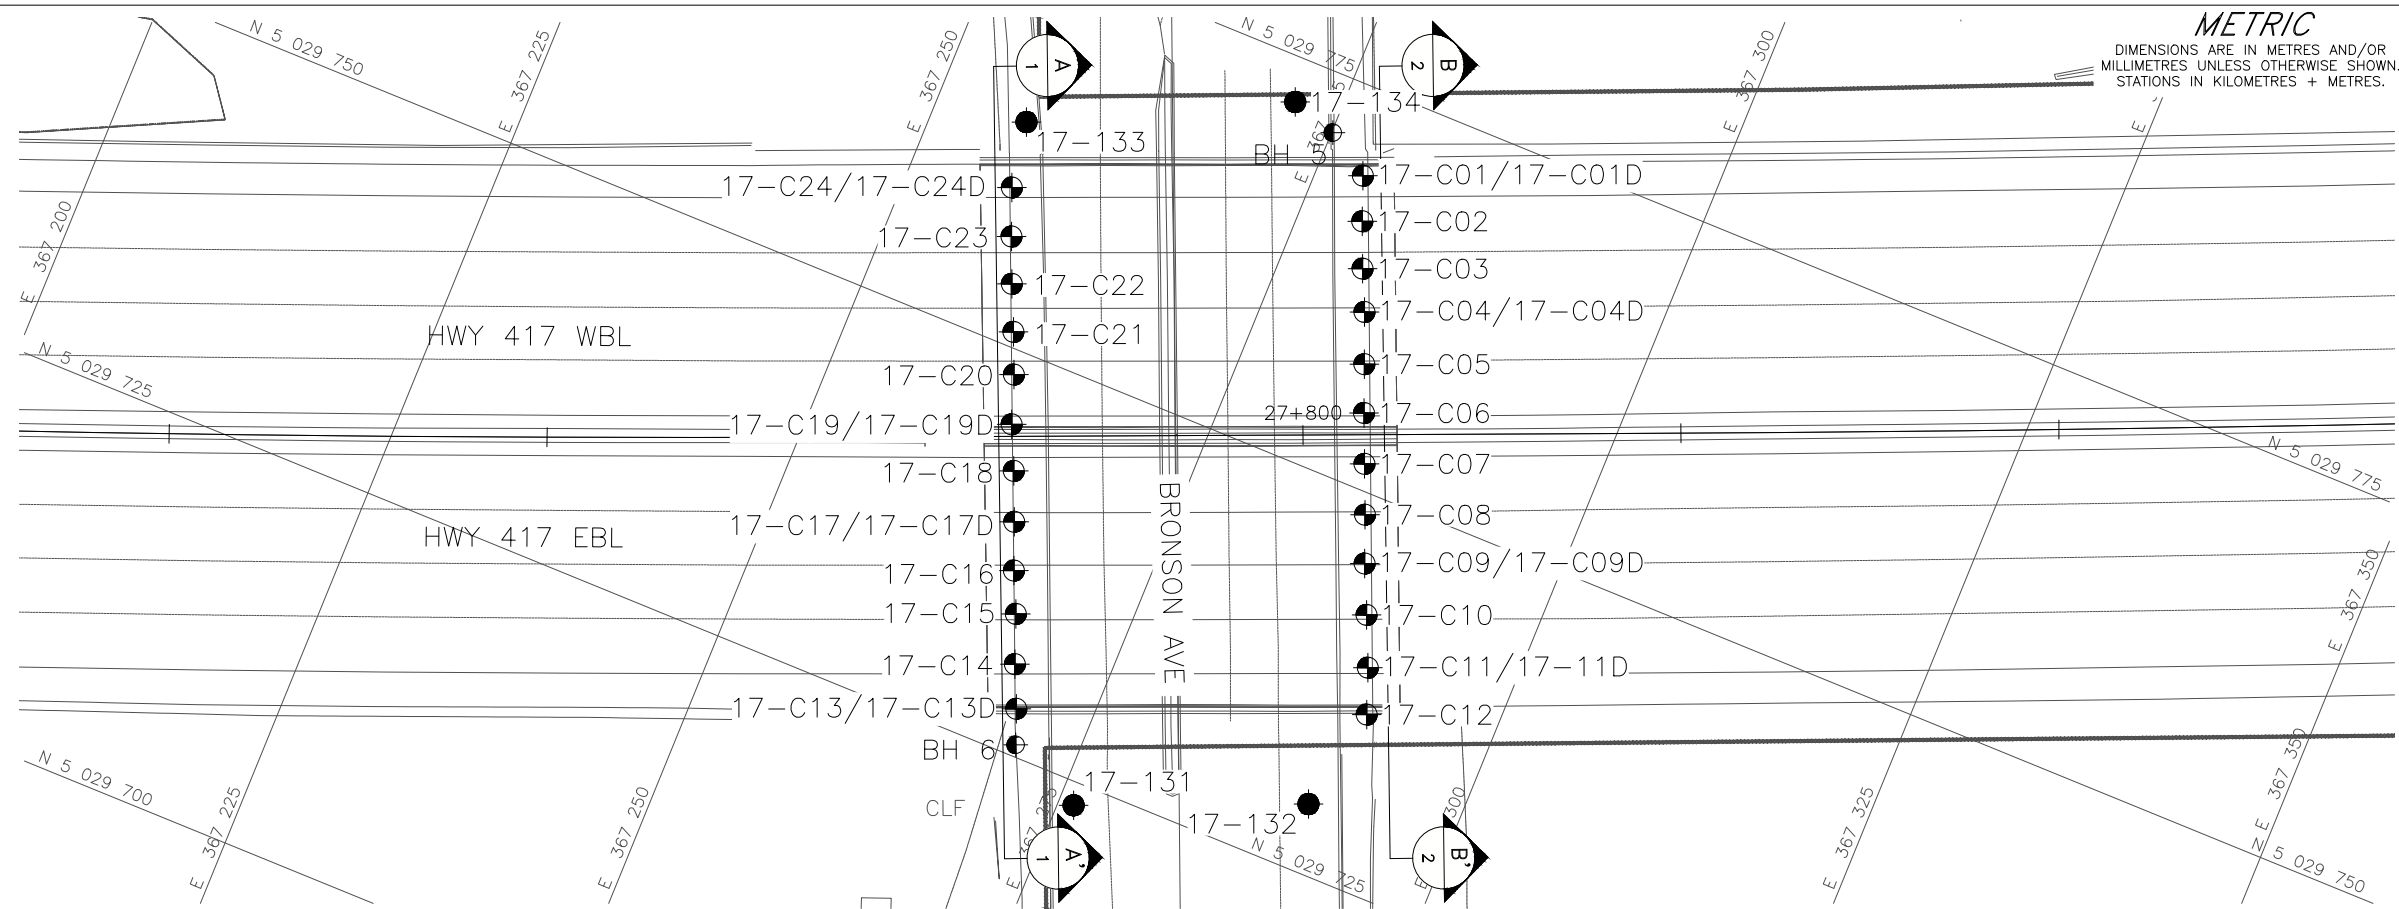 METRIC
DIMENSIONS ARE IN METRES AND/OR
MILLIMETRES UNLESS OTHERWISE SHOWN.
STATIONS IN KILOMETRES + METRES.
N 5 029 750
E 367 225
E 367 250
N 5 029 775
E 367
E 367 300
E
A
1
B
2
17-134
17-133
BH 5
17-C24/17-C24D
17-C01/17-C01D
17-C23
17-C02
E 367 200
17-C22
17-C03
17-C21
17-C04/17-C04D
HWY 417 WBL
N 5 029 725
17-C20
17-C05
17-C19/17-C19D
27+800
17-C06
17-C18
17-C07
N 5 029 775
17-C17/17-C17D
17-C08
HWY 417 EBL
BRONSON AVE
17-C16
17-C09/17-C09D
17-C15
17-C10
E 367 350
17-C14
17-C11/17-11D
17-C13/17-C13D
17-C12
BH 6
17-131
N 5 029 700
CLF
17-132
E 367 225
E 367 250
E 367 275
N 5 029 725
E 300
E 367 325
E 367 350
N 5 029 750
A'
1
B'
2